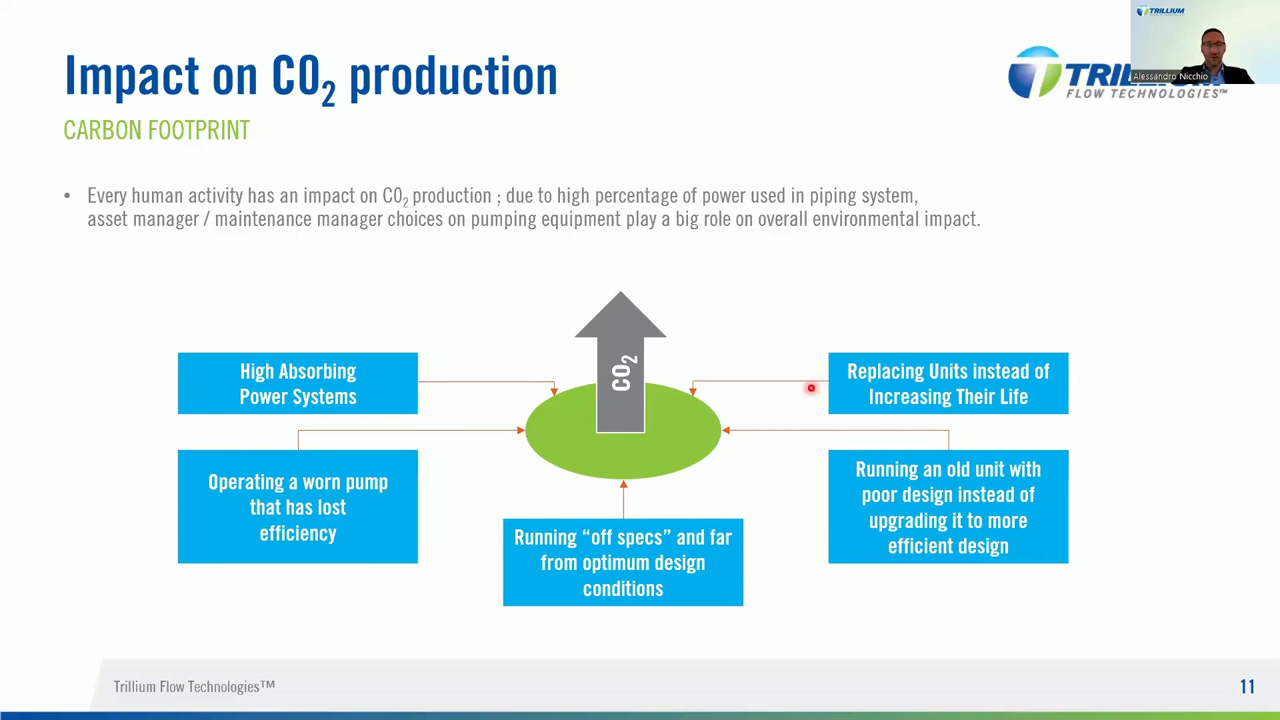 TRILLIUM
Alessandro Nicchio
Impact on CO₂ production
FLOW TECHNOLOGIES™
CARBON FOOTPRINT
• Every human activity has an impact on CO₂ production ; due to high percentage of power used in piping system,
asset manager / maintenance manager choices on pumping equipment play a big role on overall environmental impact.
CO₂
High Absorbing
Power Systems
Replacing Units instead of
Increasing Their Life
Operating a worn pump
that has lost
efficiency
Running "off specs" and far
from optimum design
conditions
Running an old unit with
poor design instead of
upgrading it to more
efficient design
Trillium Flow Technologies™
11